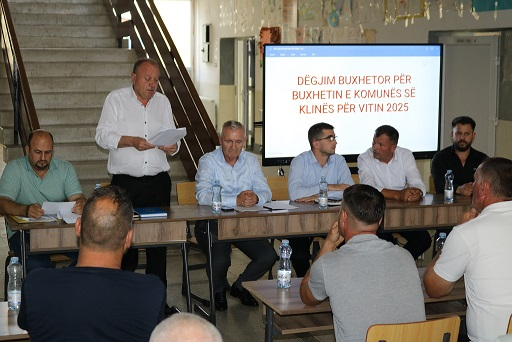 DËGJIM BUXHETOR PËR
BUXHETIN E KOMUNËS SË
KLINËS PËR VITIN 2025